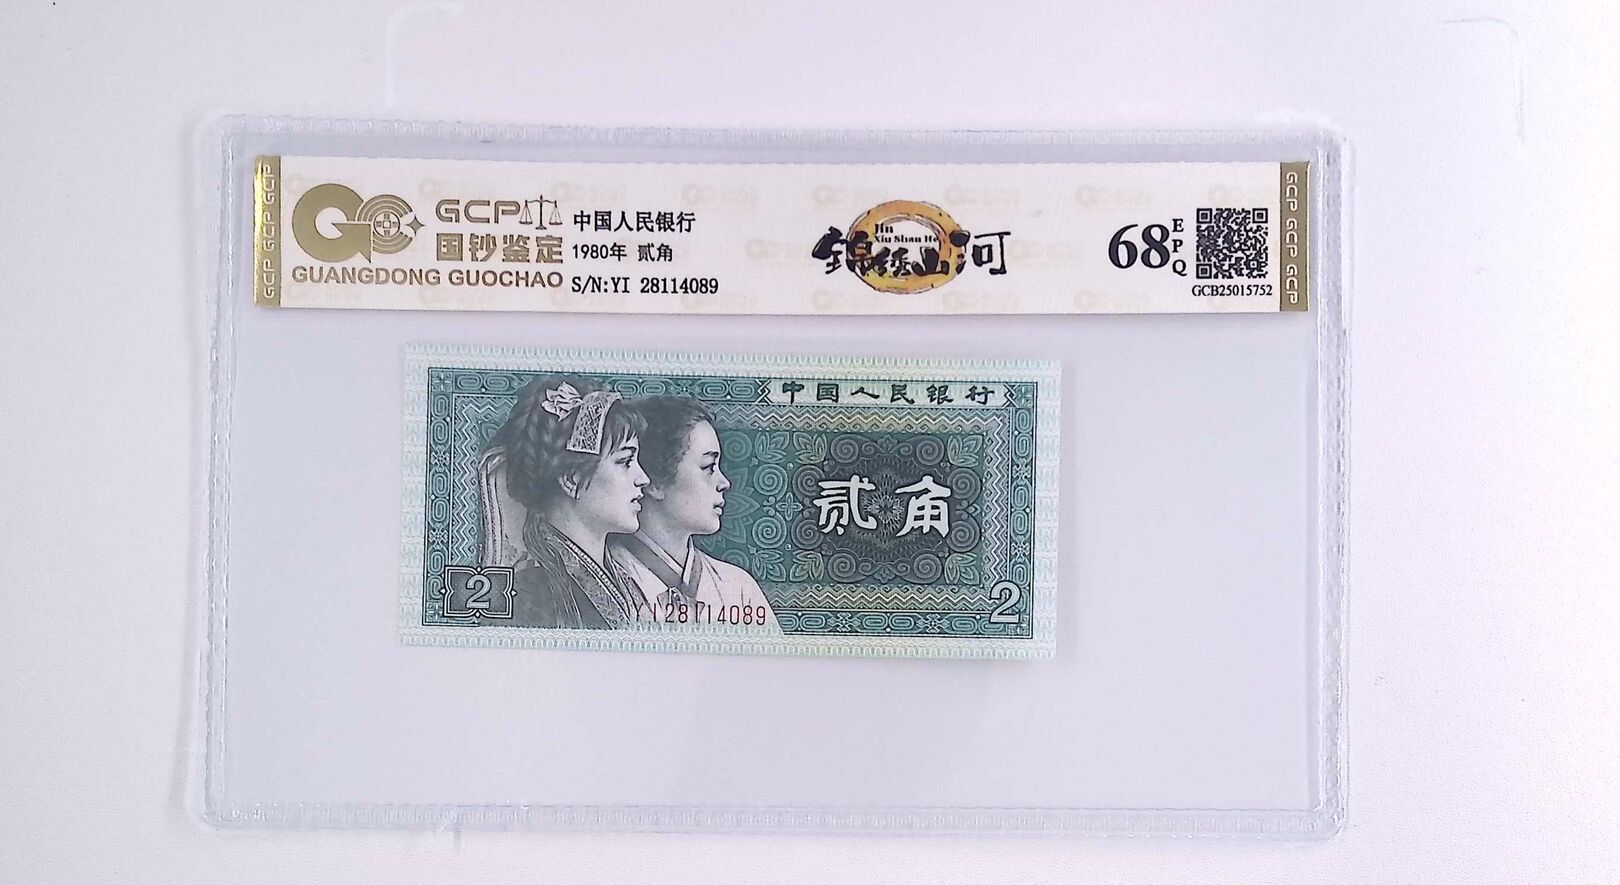 GCP GCP GCP
GCP
国钞鉴定
GUANGDONG GUOCHAO
中国人民银行
1980年 贰角
S/N:YI 28114089
Jin
Xiu Shan He
锦绣山河
68 EPQ
GCB25015752
GCP GCP GCP
中国人民银行
贰角
2
YI28114089
2